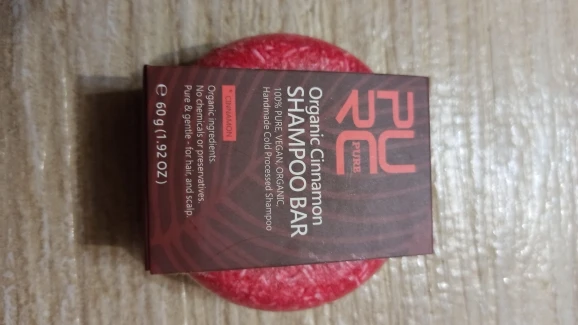 PU
RC
PURE
Organic Cinnamon
SHAMPOO BAR
100% PURE, VEGAN, ORGANIC
Handmade Cold Processed Shampoo
* CINNAMON
Organic ingredients.
No chemicals or preservatives.
Pure & gentle - for hair, and scalp.
℮ 60 g (1.92 OZ)